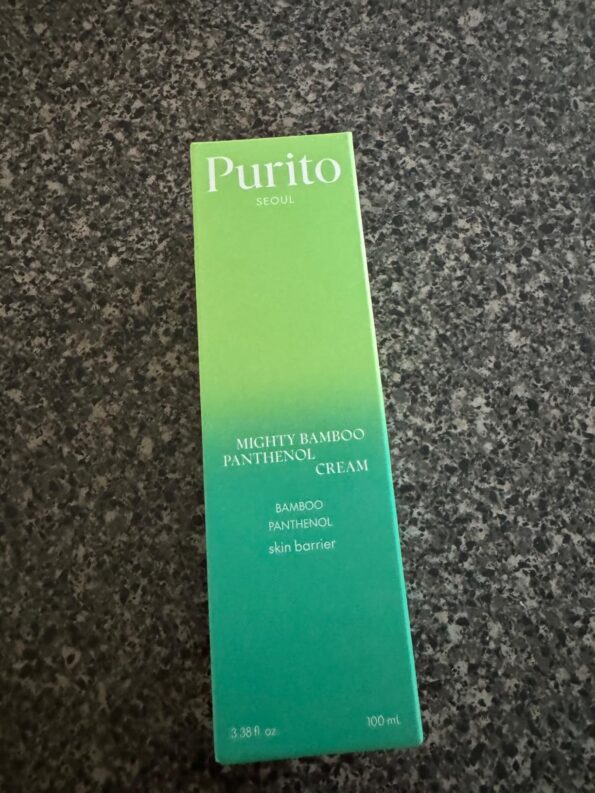 Purito
SEOUL
MIGHTY BAMBOO
PANTHENOL
CREAM
BAMBOO
PANTHENOL
skin barrier
3.38 fl. oz.
100 ml